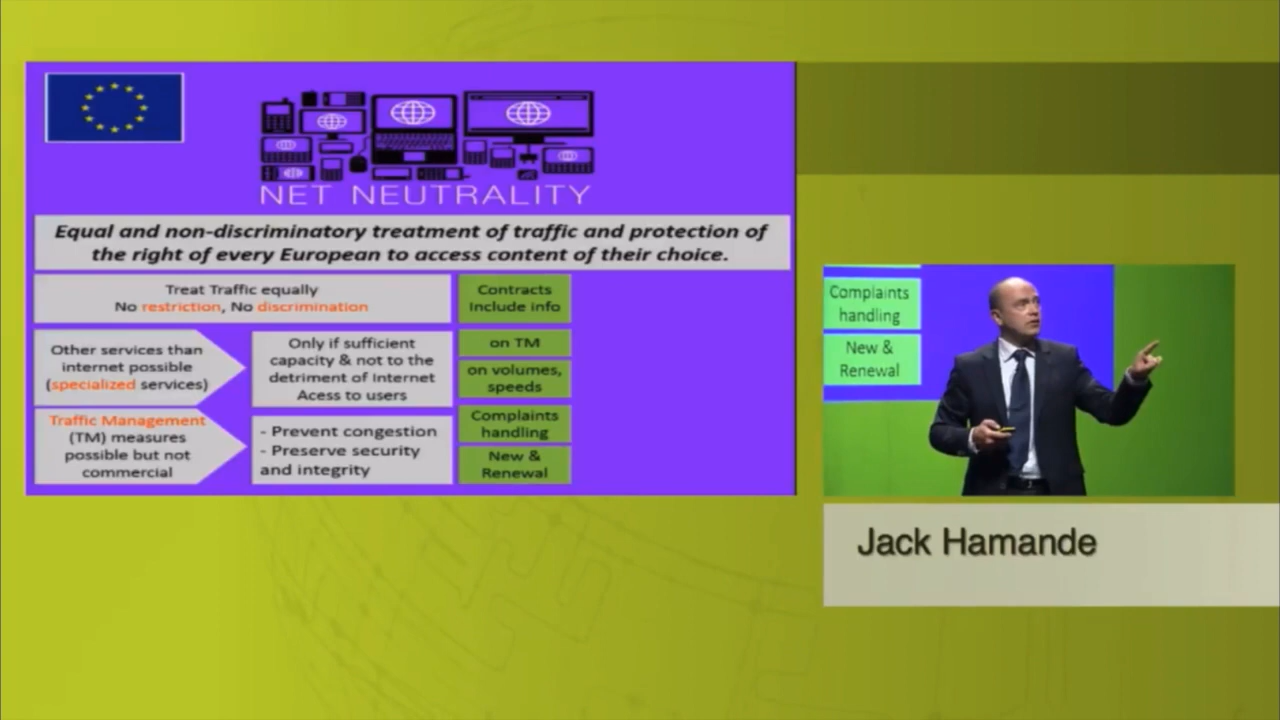 NET NEUTRALITY
Equal and non-discriminatory treatment of traffic and protection of
the right of every European to access content of their choice.
Treat Traffic equally
No restriction, No discrimination
Contracts
Include info
Other services than
internet possible
(specialized services)
Only if sufficient
capacity & not to the
detriment of Internet
Acess to users
on TM
on volumes,
speeds
Traffic Management
(TM) measures
possible but not
commercial
- Prevent congestion
- Preserve security
and integrity
Complaints
handling
New &
Renewal
Complaints
handling
New &
Renewal
Jack Hamande